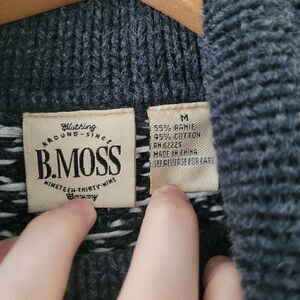 Clothing
AROUND-SINCE
B.MOSS
NINETEEN-THIRTY-NINE
Company
M
55% RAMIE
45% COTTON
RN 62225
MADE IN CHINA
SEE REVERSE FOR CARE